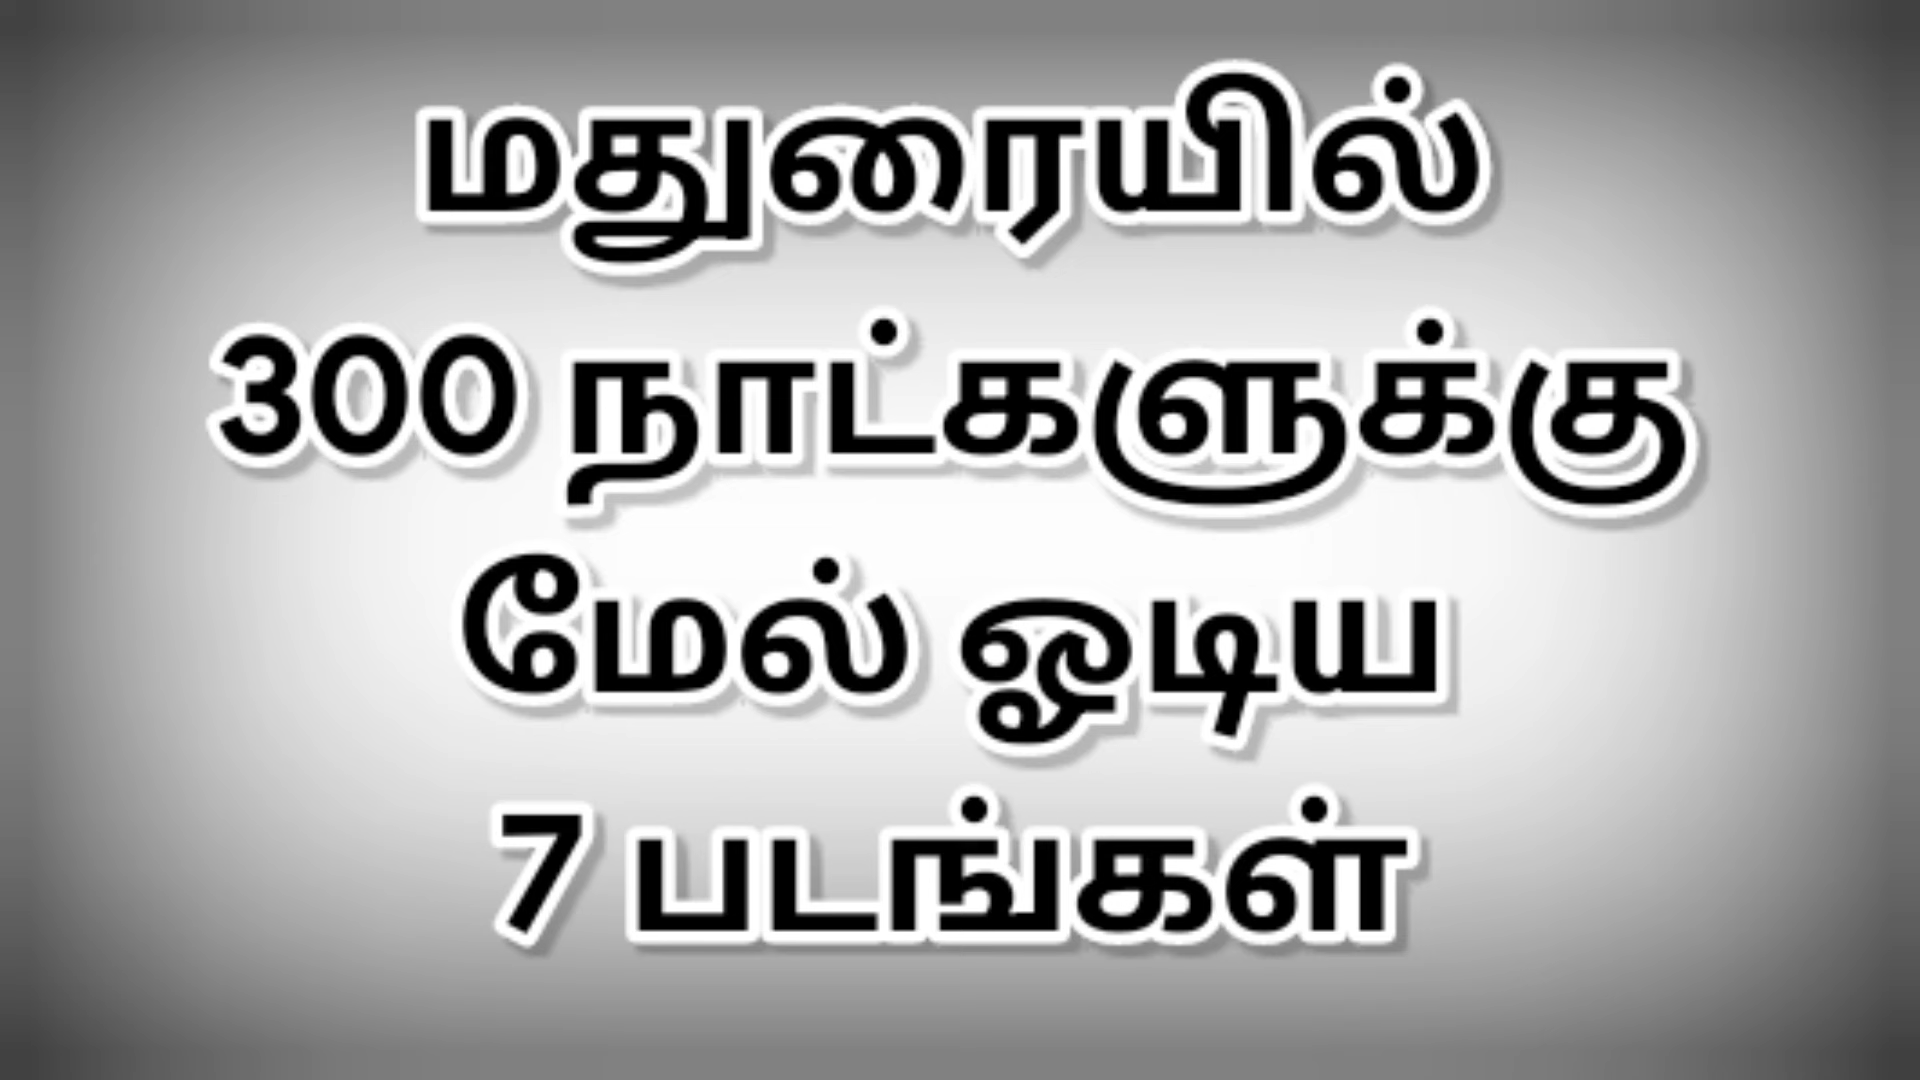 மதுரையில்
300 நாட்களுக்கு
மேல் ஓடிய
7 படங்கள்